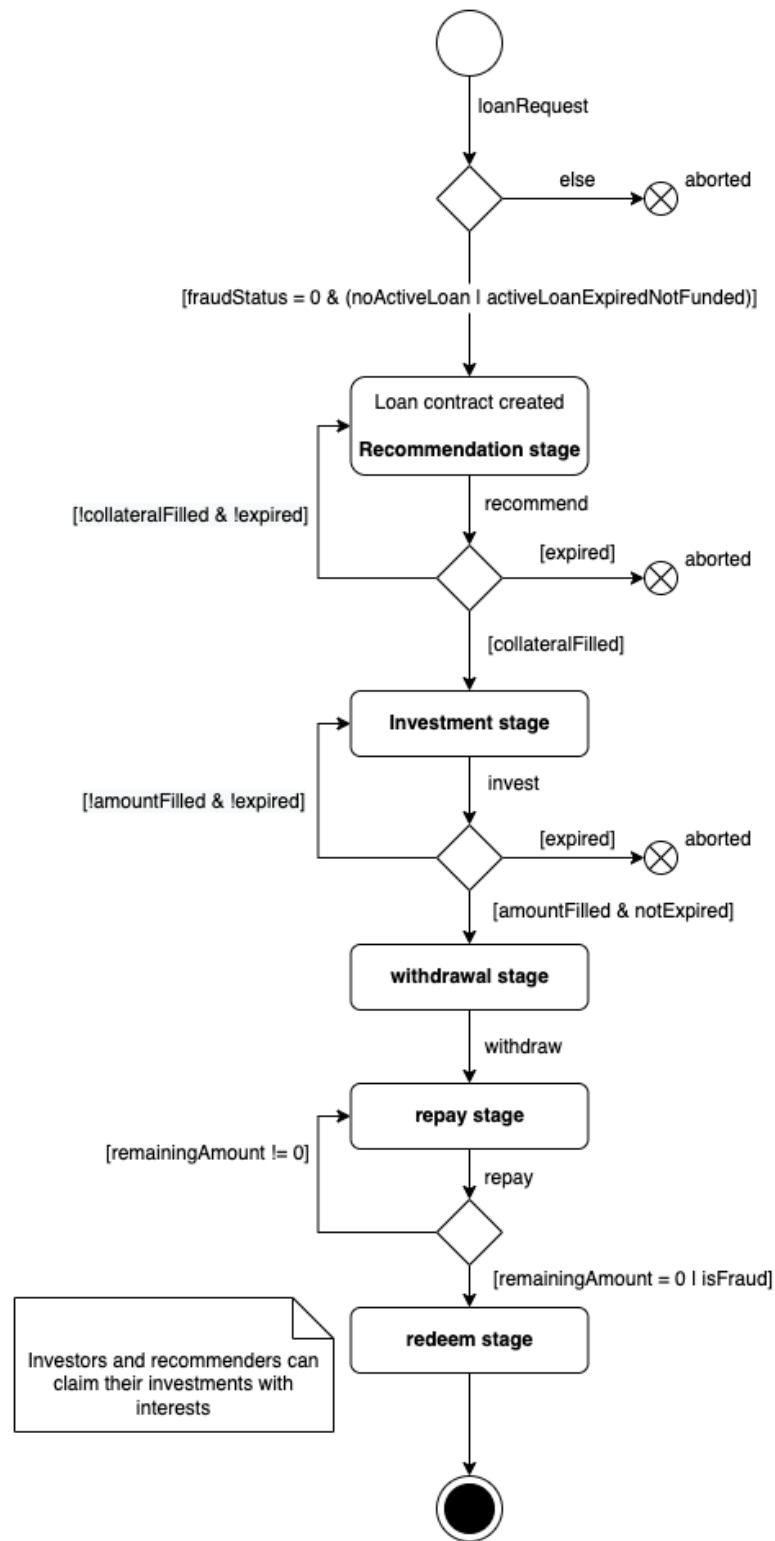 loanRequest
else
aborted
[fraudStatus = 0 & (noActiveLoan | activeLoanExpiredNotFunded)]
Loan contract created
Recommendation stage
recommend
[!collateralFilled & !expired]
[expired]
aborted
[collateralFilled]
Investment stage
invest
[!amountFilled & !expired]
[expired]
aborted
[amountFilled & notExpired]
withdrawal stage
withdraw
repay stage
[remainingAmount != 0]
repay
[remainingAmount = 0 | isFraud]
redeem stage
Investors and recommenders can
claim their investments with
interests